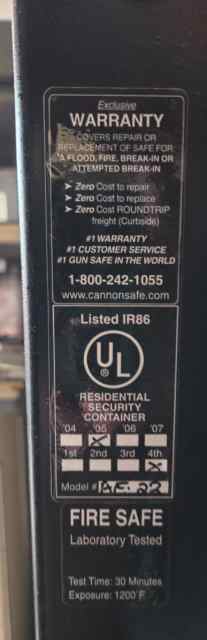 Exclusive
WARRANTY
COVERS REPAIR OR
REPLACEMENT OF SAFE FOR
A FLOOD, FIRE, BREAK-IN OR
ATTEMPTED BREAK-IN
➤ Zero Cost to repair
➤ Zero Cost to replace
➤ Zero Cost ROUNDTRIP
freight (Curbside)
#1 WARRANTY
#1 CUSTOMER SERVICE
#1 GUN SAFE IN THE WORLD
1-800-242-1055
www.cannonsafe.com
Listed IR86
UL
®
RESIDENTIAL
SECURITY
CONTAINER
'04 '05 '06 '07
X
1st 2nd 3rd 4th
X
Model #
FIRE SAFE
Laboratory Tested
Test Time: 30 Minutes
Exposure: 1200°F